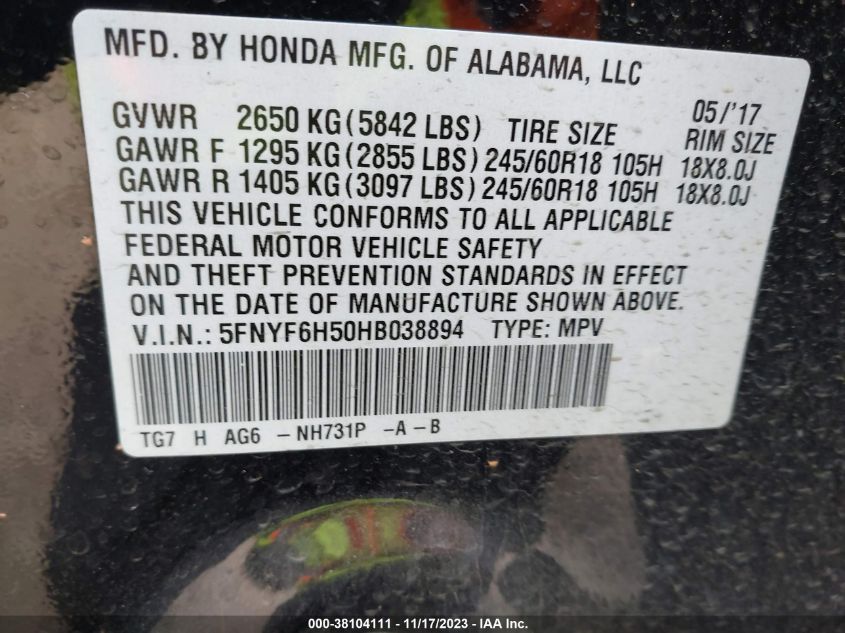 MFD. BY HONDA MFG. OF ALABAMA, LLC
05/'17
GVWR 2650 KG (5842 LBS) TIRE SIZE RIM SIZE
GAWR F 1295 KG (2855 LBS) 245/60R18 105H 18X8.0J
GAWR R 1405 KG (3097 LBS) 245/60R18 105H 18X8.0J
THIS VEHICLE CONFORMS TO ALL APPLICABLE
FEDERAL MOTOR VEHICLE SAFETY
AND THEFT PREVENTION STANDARDS IN EFFECT
ON THE DATE OF MANUFACTURE SHOWN ABOVE.
V.I.N.: 5FNYF6H50HB038894 TYPE: MPV
TG7 H AG6 -NH731P -A-B
000-38104111 - 11/17/2023 - IAA Inc.